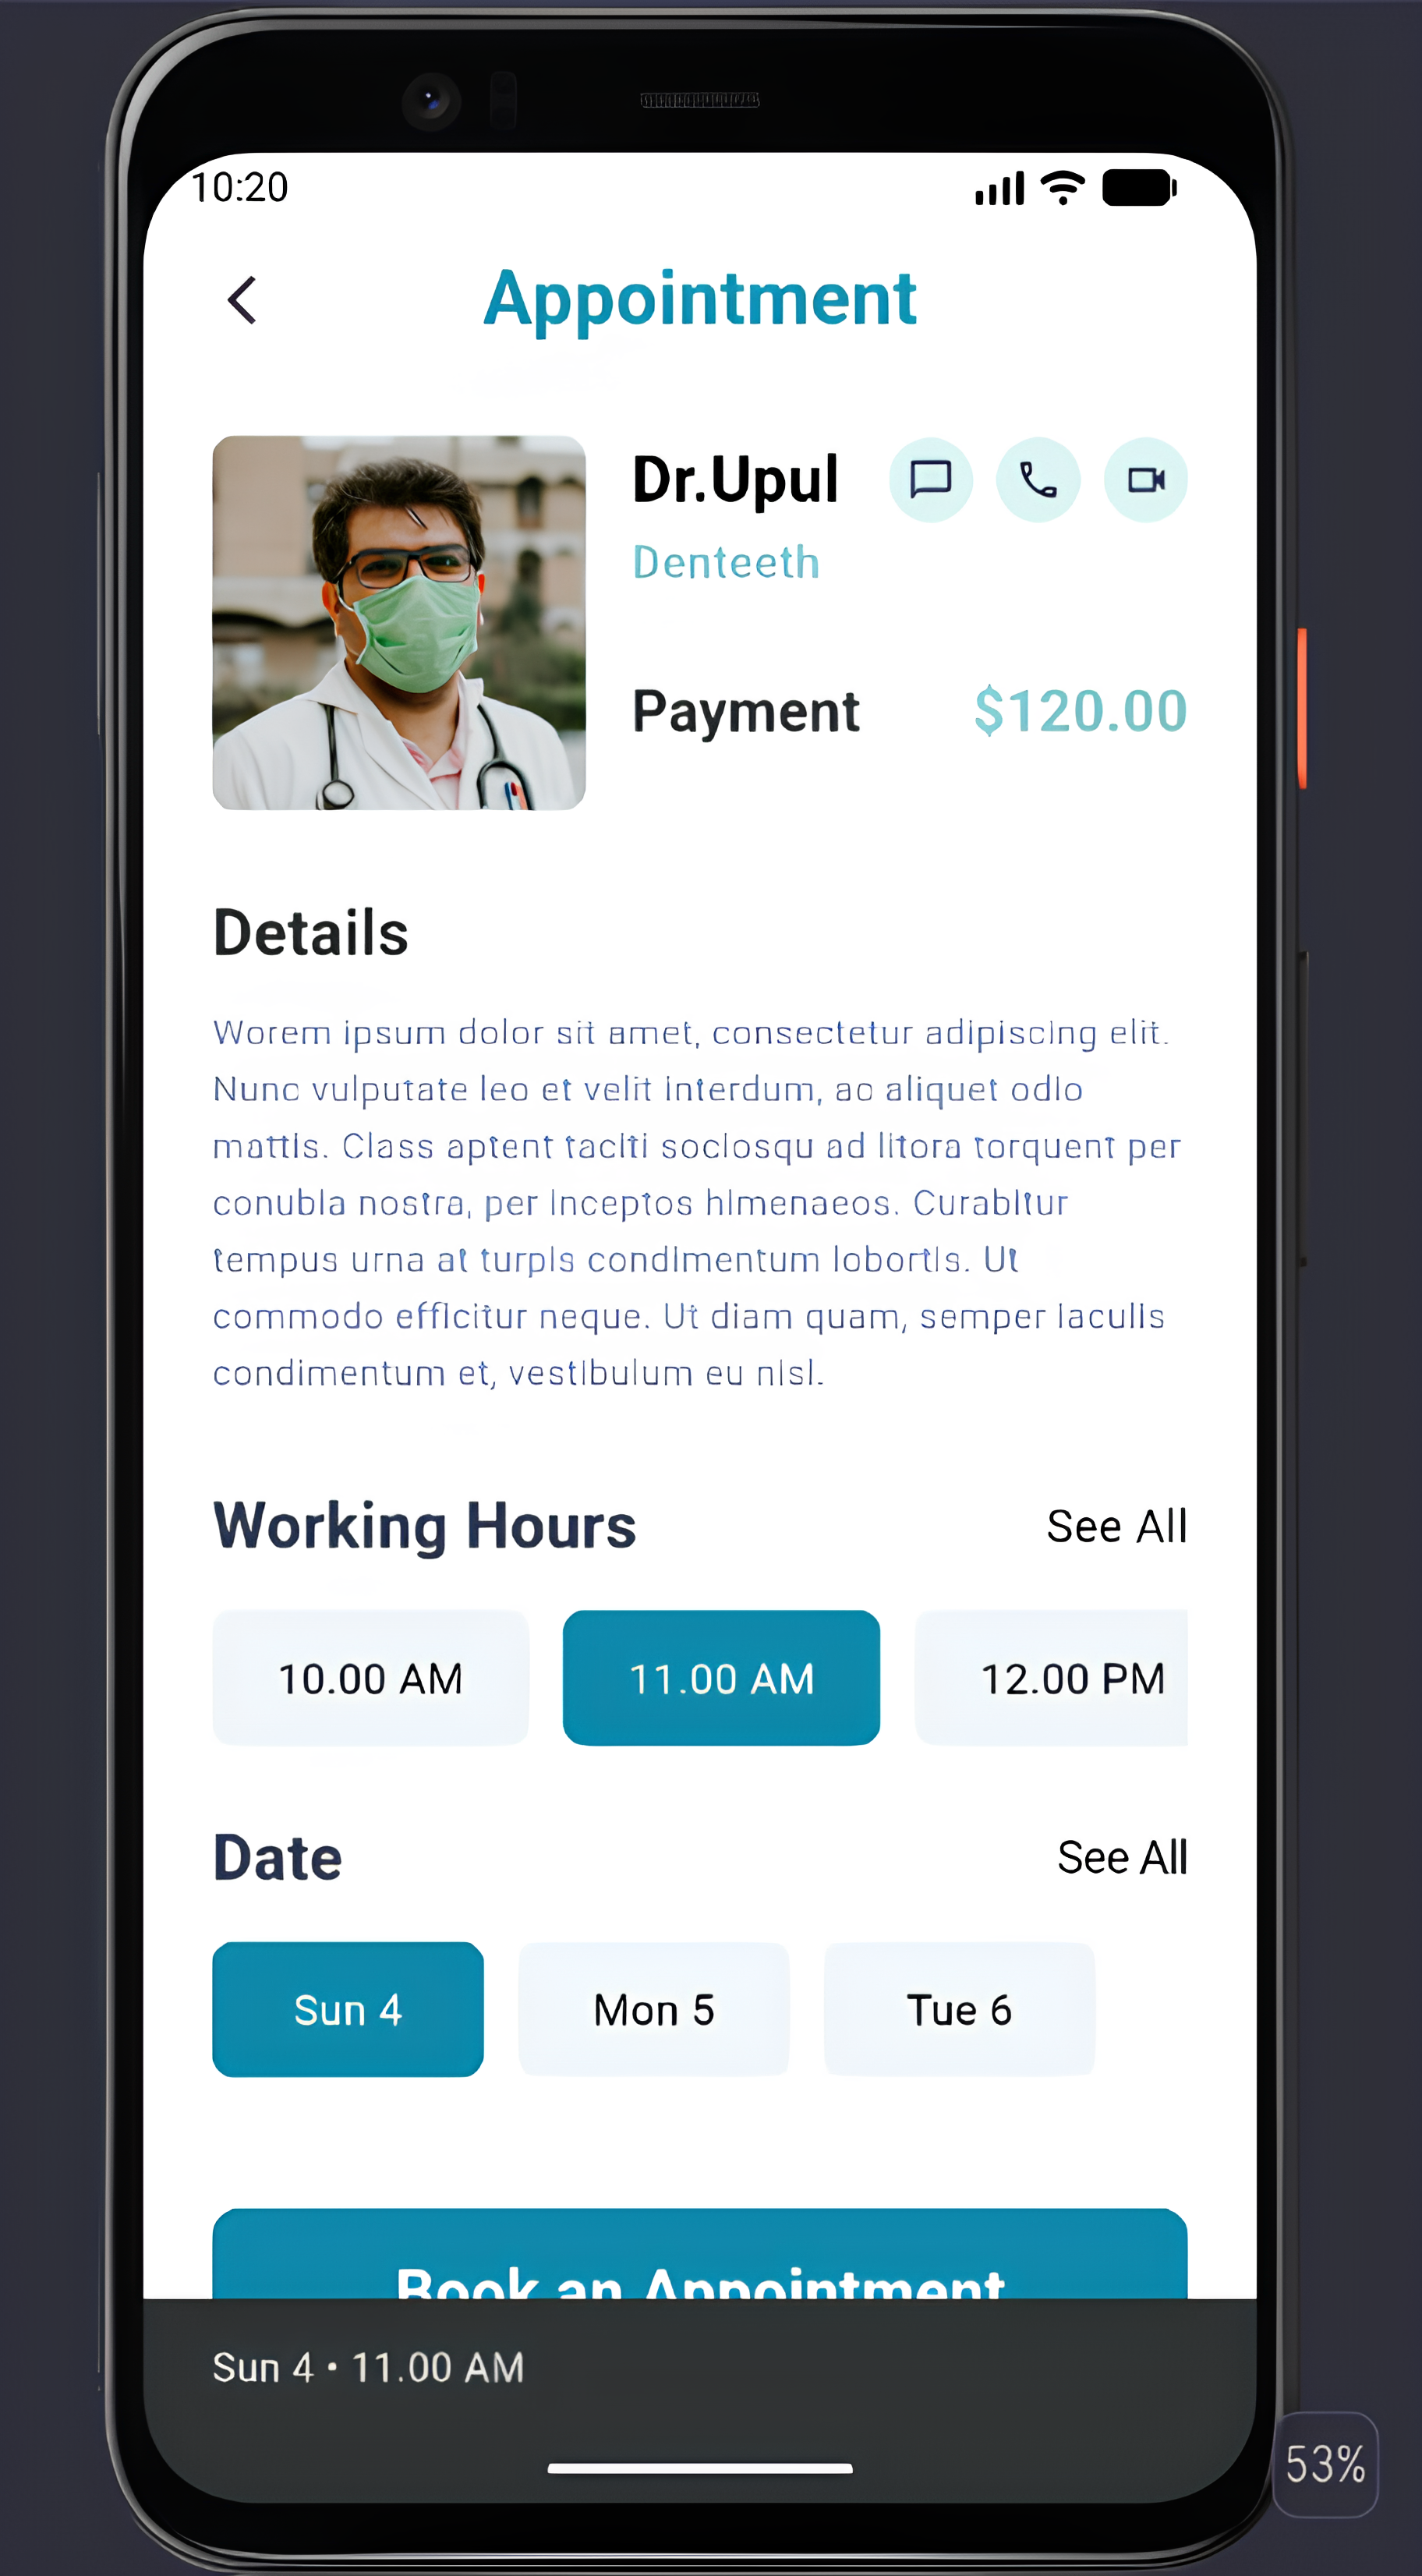 10:20
Appointment
Dr.Upul
Denteeth
Payment $120.00
Details
Worem ipsum dolor sit amet, consectetur adipiscing elit.
Nunc vulputate leo et velit interdum, ac aliquet odio
mattis. Class aptent taciti sociosqu ad litora torquent per
conubia nostra, per inceptos himenaeos. Curabitur
tempus urna at turpis condimentum lobortis. Ut
commodo efficitur neque. Ut diam quam, semper iaculis
condimentum et, vestibulum eu nisl.
Working Hours See All
10.00 AM 11.00 AM 12.00 PM
Date See All
Sun 4 Mon 5 Tue 6
Book an Appointment
Sun 4 • 11.00 AM
53%